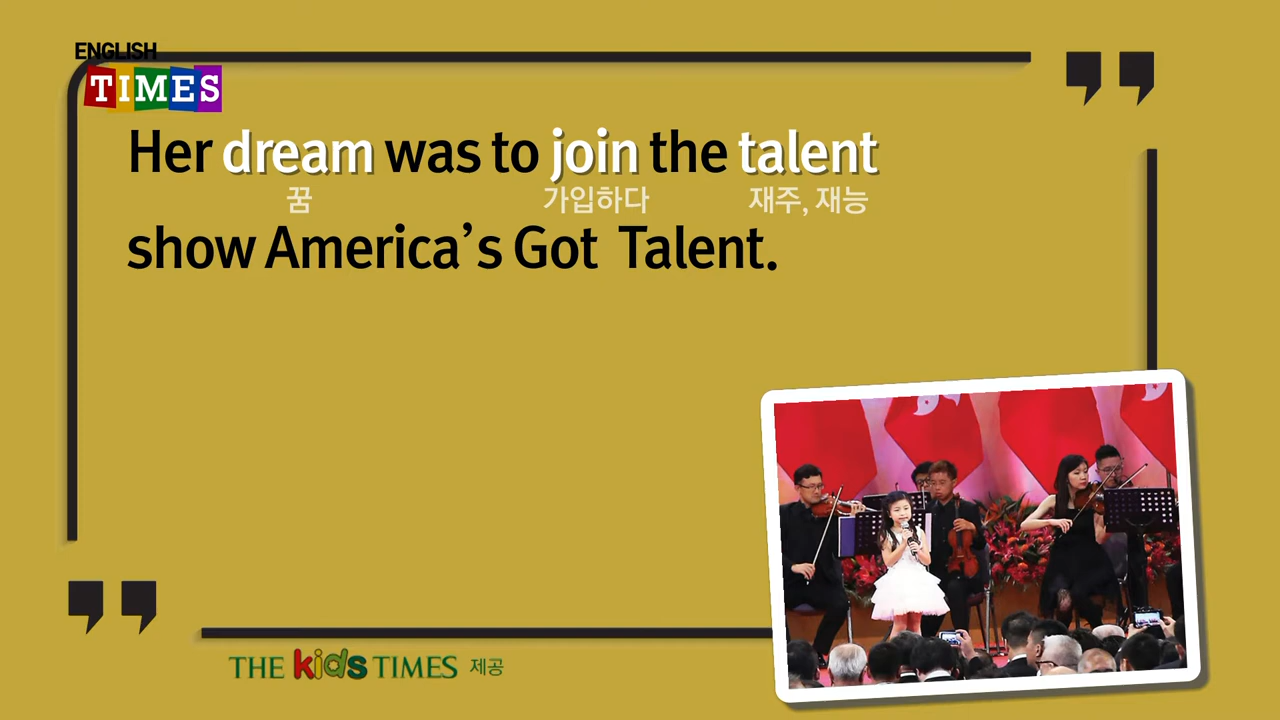 ENGLISH
TIMES
Her dream was to join the talent
꿈 가입하다 재주, 재능
show America’s Got Talent.
THE kids TIMES 제공